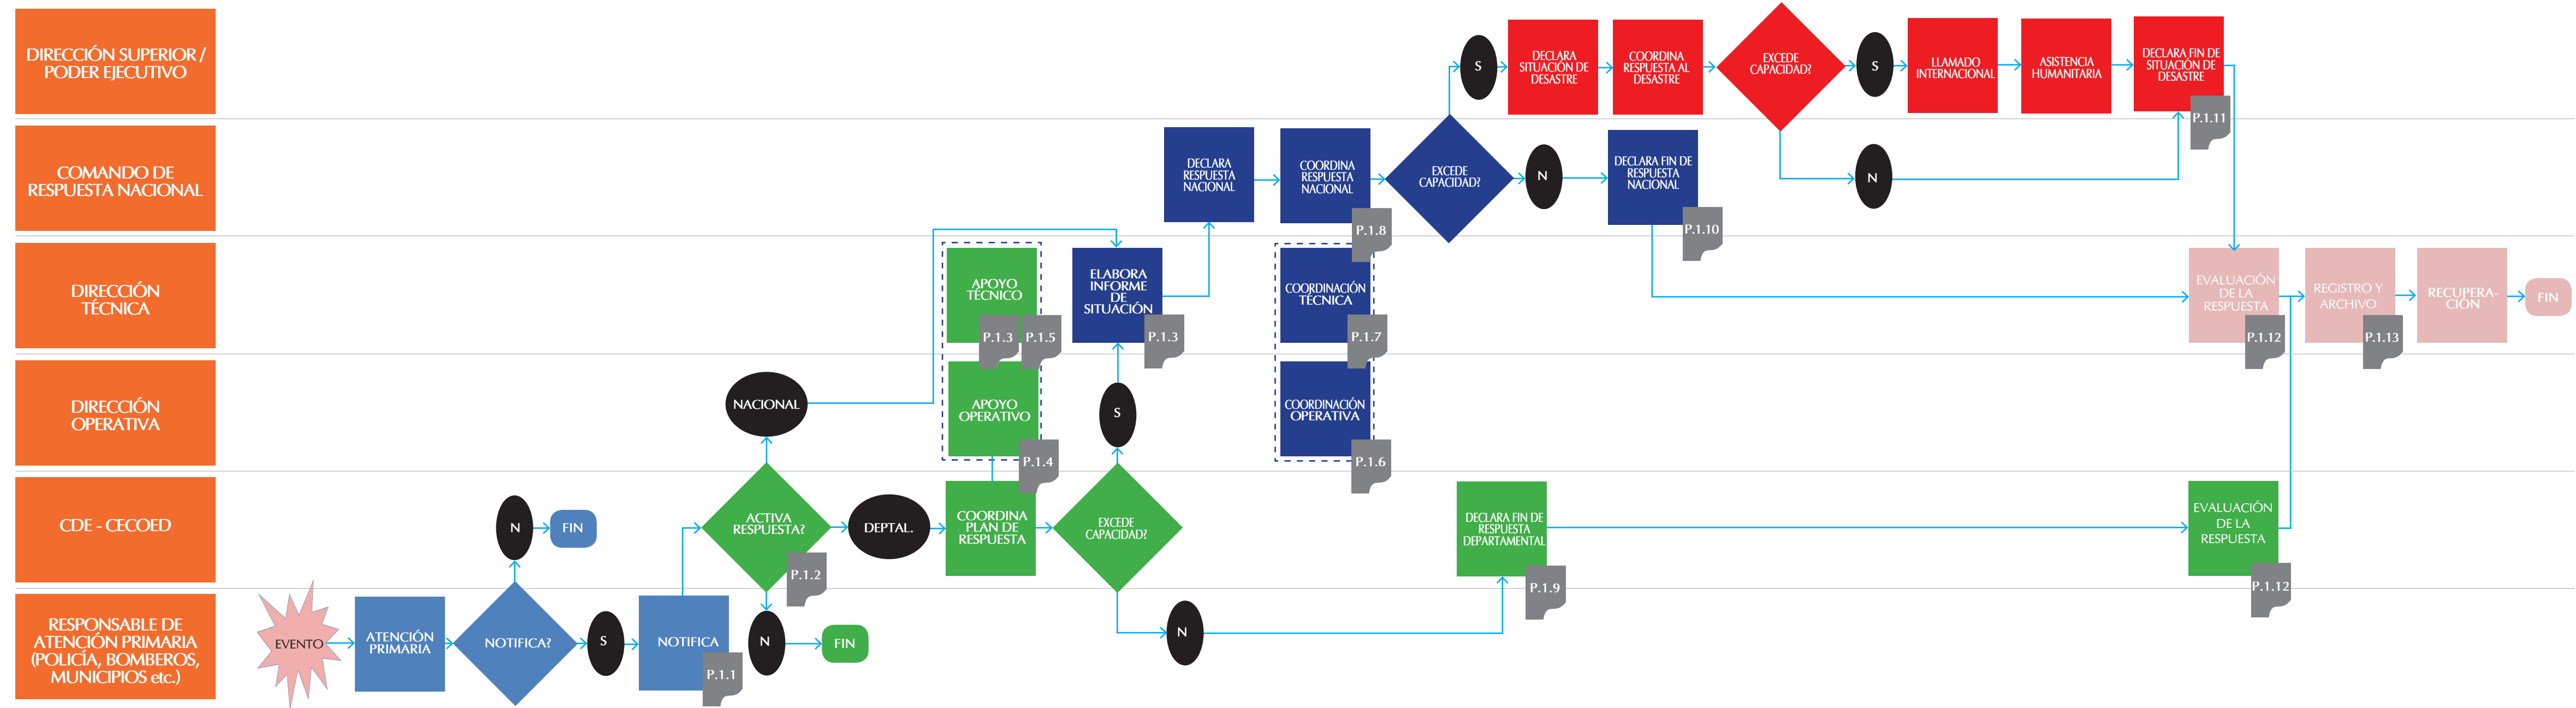 DIRECCIÓN SUPERIOR /
PODER EJECUTIVO
S
DECLARA
SITUACIÓN DE
DESASTRE
COORDINA
RESPUESTA AL
DESASTRE
EXCEDE
CAPACIDAD?
S
LLAMADO
INTERNACIONAL
ASISTENCIA
HUMANITARIA
DECLARA FIN DE
SITUACIÓN DE
DESASTRE
P.1.11
COMANDO DE
RESPUESTA NACIONAL
DECLARA
RESPUESTA
NACIONAL
COORDINA
RESPUESTA
NACIONAL
P.1.8
EXCEDE
CAPACIDAD?
N
DECLARA FIN DE
RESPUESTA
NACIONAL
P.1.10
N
DIRECCIÓN
TÉCNICA
APOYO
TÉCNICO
P.1.3
P.1.5
ELABORA
INFORME
DE
SITUACIÓN
P.1.3
COORDINACIÓN
TÉCNICA
P.1.7
EVALUACIÓN
DE LA
RESPUESTA
P.1.12
REGISTRO Y
ARCHIVO
P.1.13
RECUPERA-
CIÓN
FIN
DIRECCIÓN
OPERATIVA
NACIONAL
APOYO
OPERATIVO
P.1.4
S
COORDINACIÓN
OPERATIVA
P.1.6
CDE - CECOED
N
FIN
ACTIVA
RESPUESTA?
P.1.2
DEPTAL.
COORDINA
PLAN DE
RESPUESTA
EXCEDE
CAPACIDAD?
DECLARA FIN DE
RESPUESTA
DEPARTAMENTAL
P.1.9
EVALUACIÓN
DE LA
RESPUESTA
P.1.12
RESPONSABLE DE
ATENCIÓN PRIMARIA
(POLICÍA, BOMBEROS,
MUNICIPIOS etc.)
EVENTO
ATENCIÓN
PRIMARIA
NOTIFICA?
S
NOTIFICA
P.1.1
N
FIN
N